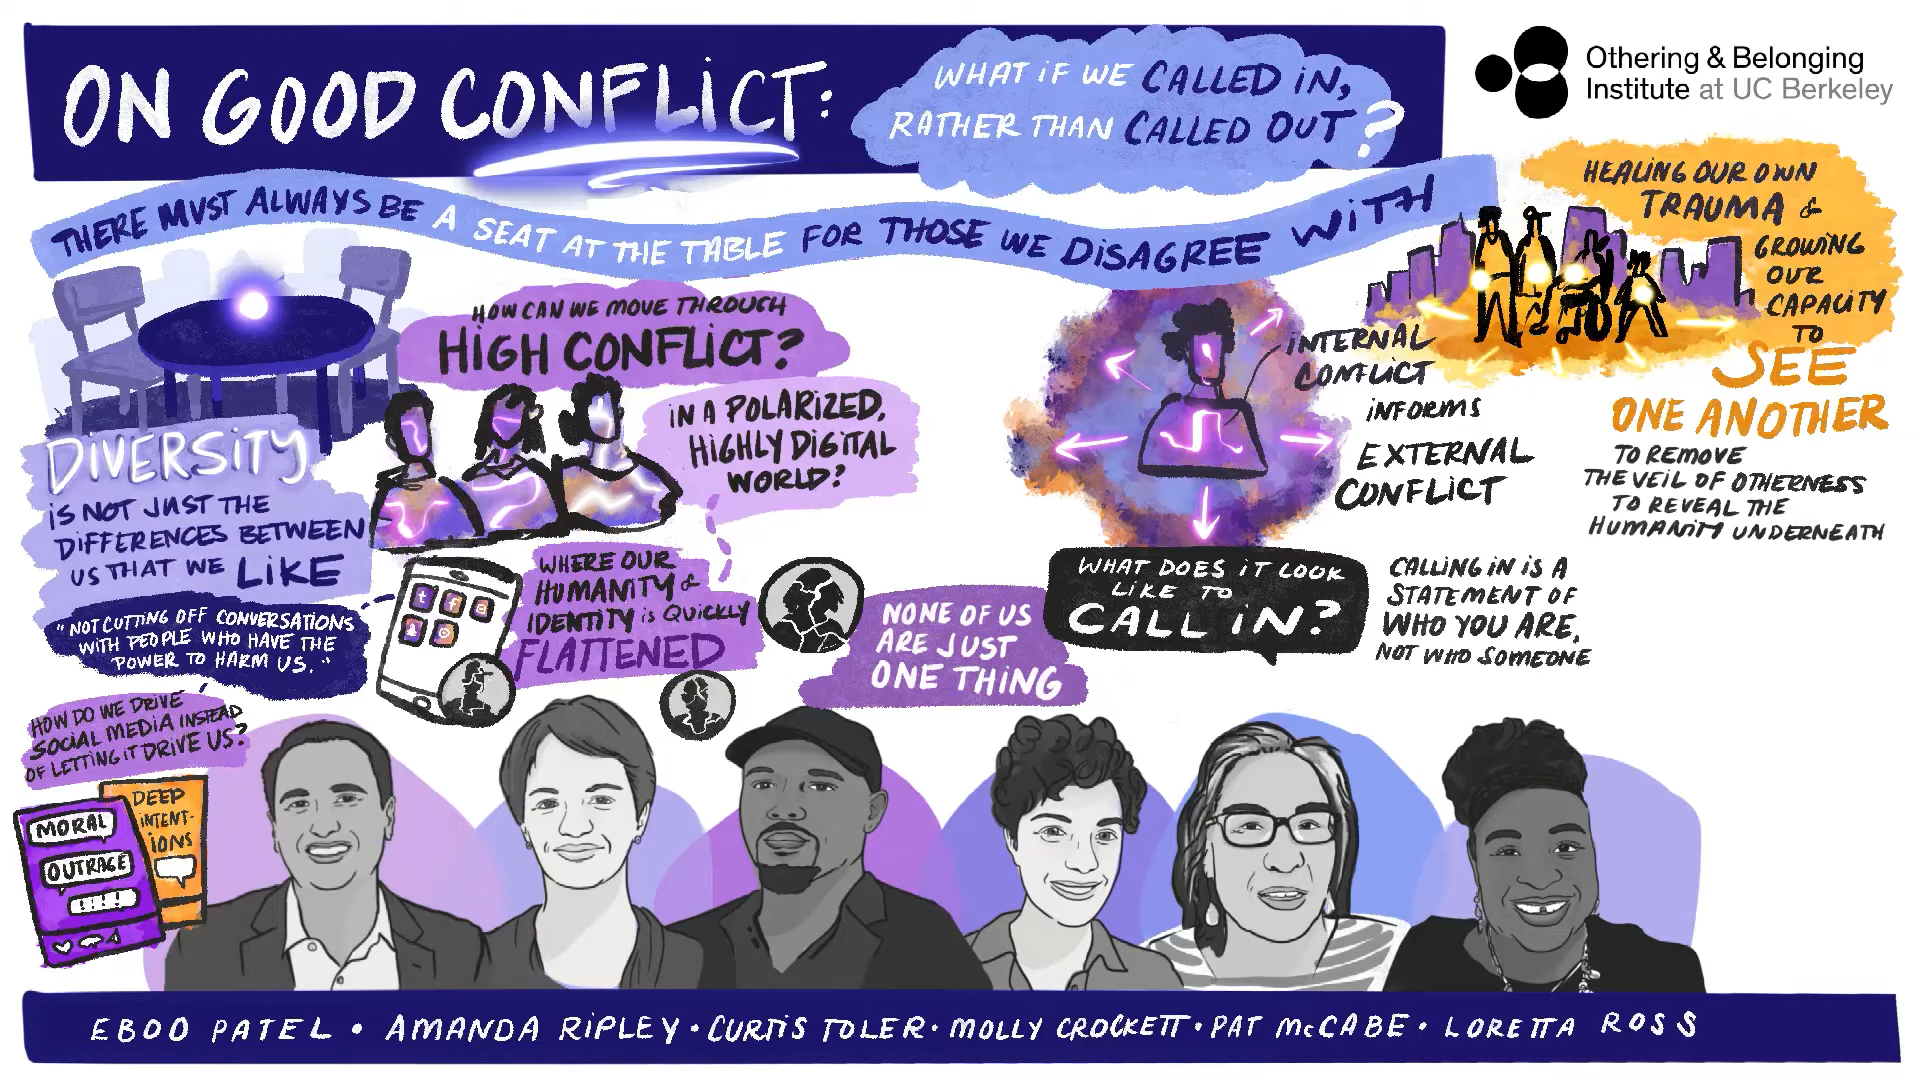 ON GOOD CONFLICT:
WHAT IF WE CALLED IN,
RATHER THAN CALLED OUT?
Othering & Belonging
Institute at UC Berkeley
THERE MUST ALWAYS BE A SEAT AT THE TABLE FOR THOSE WE DISAGREE WITH
HEALING OUR OWN
TRAUMA &
GROWING
OUR
CAPACITY
TO
SEE
ONE ANOTHER
TO REMOVE
THE VEIL OF OTHERNESS
TO REVEAL THE
HUMANITY UNDERNEATH
HOW CAN WE MOVE THROUGH
HIGH CONFLICT?
IN A POLARIZED,
HIGHLY DIGITAL
WORLD?
INTERNAL
CONFLICT
INFORMS
EXTERNAL
CONFLICT
DIVERSITY
IS NOT JUST THE
DIFFERENCES BETWEEN
US THAT WE LIKE
"NOT CUTTING OFF CONVERSATIONS
WITH PEOPLE WHO HAVE THE
POWER TO HARM US."
t f a
WHERE OUR
HUMANITY &
IDENTITY IS QUICKLY
FLATTENED
NONE OF US
ARE JUST
ONE THING
WHAT DOES IT LOOK
LIKE TO
CALL IN?
CALLING IN IS A
STATEMENT OF
WHO YOU ARE,
NOT WHO SOMEONE
HOW DO WE DRIVE
SOCIAL MEDIA INSTEAD
OF LETTING IT DRIVE US?
MORAL
OUTRAGE
!!!!
DEEP
INTENT-
IONS
EBOO PATEL • AMANDA RIPLEY • CURTIS TOLER • MOLLY CROCKETT • PAT McCABE • LORETTA ROSS